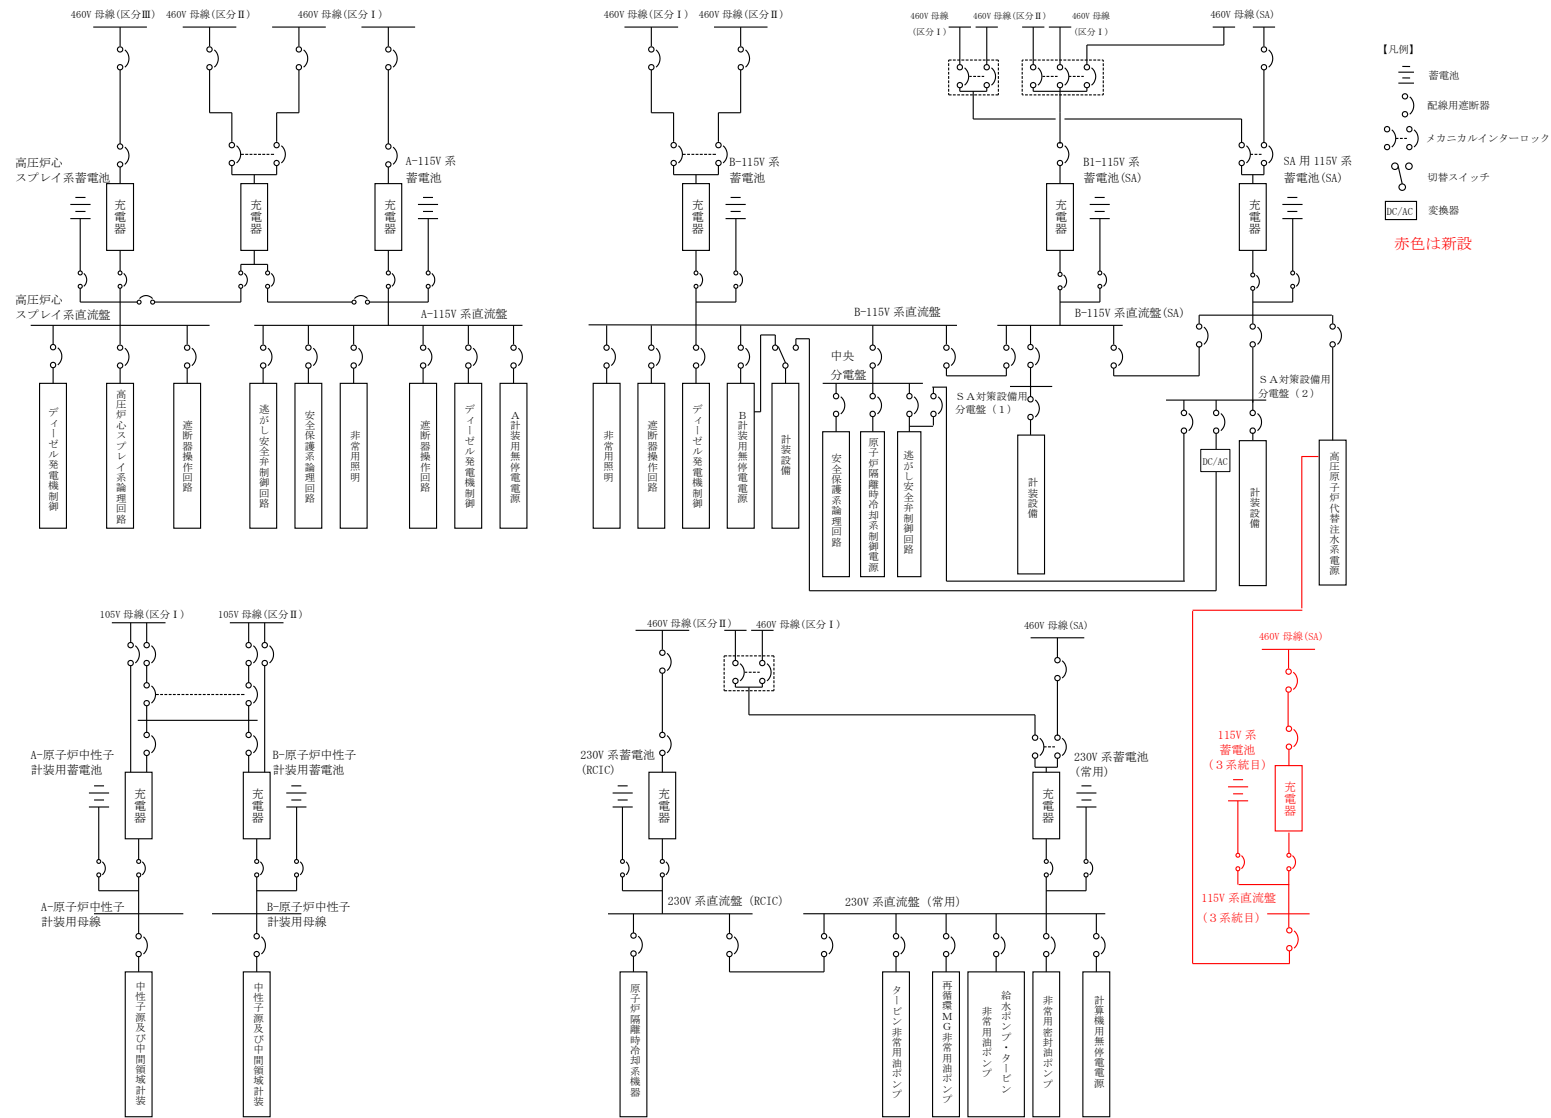 460V 母線(区分Ⅲ)
460V 母線(区分Ⅱ)
460V 母線(区分Ⅰ)
高圧炉心
スプレイ系蓄電池
充電器
充電器
A-115V 系
蓄電池
充電器
高圧炉心
スプレイ系直流盤
A-115V 系直流盤
ディーゼル発電機制御
高圧炉心スプレイ系論理回路
遮断器操作回路
逃がし安全弁制御回路
安全保護系論理回路
非常用照明
遮断器操作回路
ディーゼル発電機制御
A計装用無停電電源
460V 母線(区分Ⅰ)
460V 母線(区分Ⅱ)
B-115V 系
蓄電池
充電器
B-115V 系直流盤
非常用照明
遮断器操作回路
ディーゼル発電機制御
B計装用無停電電源
計装設備
中央
分電盤
安全保護系論理回路
原子炉隔離時冷却系制御電源
逃がし安全弁制御回路
460V 母線
(区分Ⅰ)
460V 母線(区分Ⅱ)
460V 母線
(区分Ⅰ)
460V 母線(SA)
B1-115V 系
蓄電池(SA)
充電器
SA 用 115V 系
蓄電池(SA)
充電器
B-115V 系直流盤(SA)
SA対策設備用
分電盤(1)
計装設備
SA対策設備用
分電盤(2)
DC/AC
計装設備
高圧原子炉代替注水系電源
【凡例】
蓄電池
配線用遮断器
メカニカルインターロック
切替スイッチ
DC/AC
変換器
赤色は新設
105V 母線(区分Ⅰ)
105V 母線(区分Ⅱ)
A-原子炉中性子
計装用蓄電池
充電器
B-原子炉中性子
計装用蓄電池
充電器
A-原子炉中性子
計装用母線
B-原子炉中性子
計装用母線
中性子源及び中間領域計装
中性子源及び中間領域計装
460V 母線(区分Ⅱ)
460V 母線(区分Ⅰ)
460V 母線(SA)
230V 系蓄電池
(RCIC)
充電器
230V 系蓄電池
(常用)
充電器
230V 系直流盤 (RCIC)
230V 系直流盤 (常用)
原子炉隔離時冷却系機器
タービン非常用油ポンプ
再循環MG非常用油ポンプ
給水ポンプ・タービン
非常用油ポンプ
非常用密封油ポンプ
計算機用無停電電源
460V 母線(SA)
115V 系
蓄電池
(3系統目)
充電器
115V 系直流盤
(3系統目)